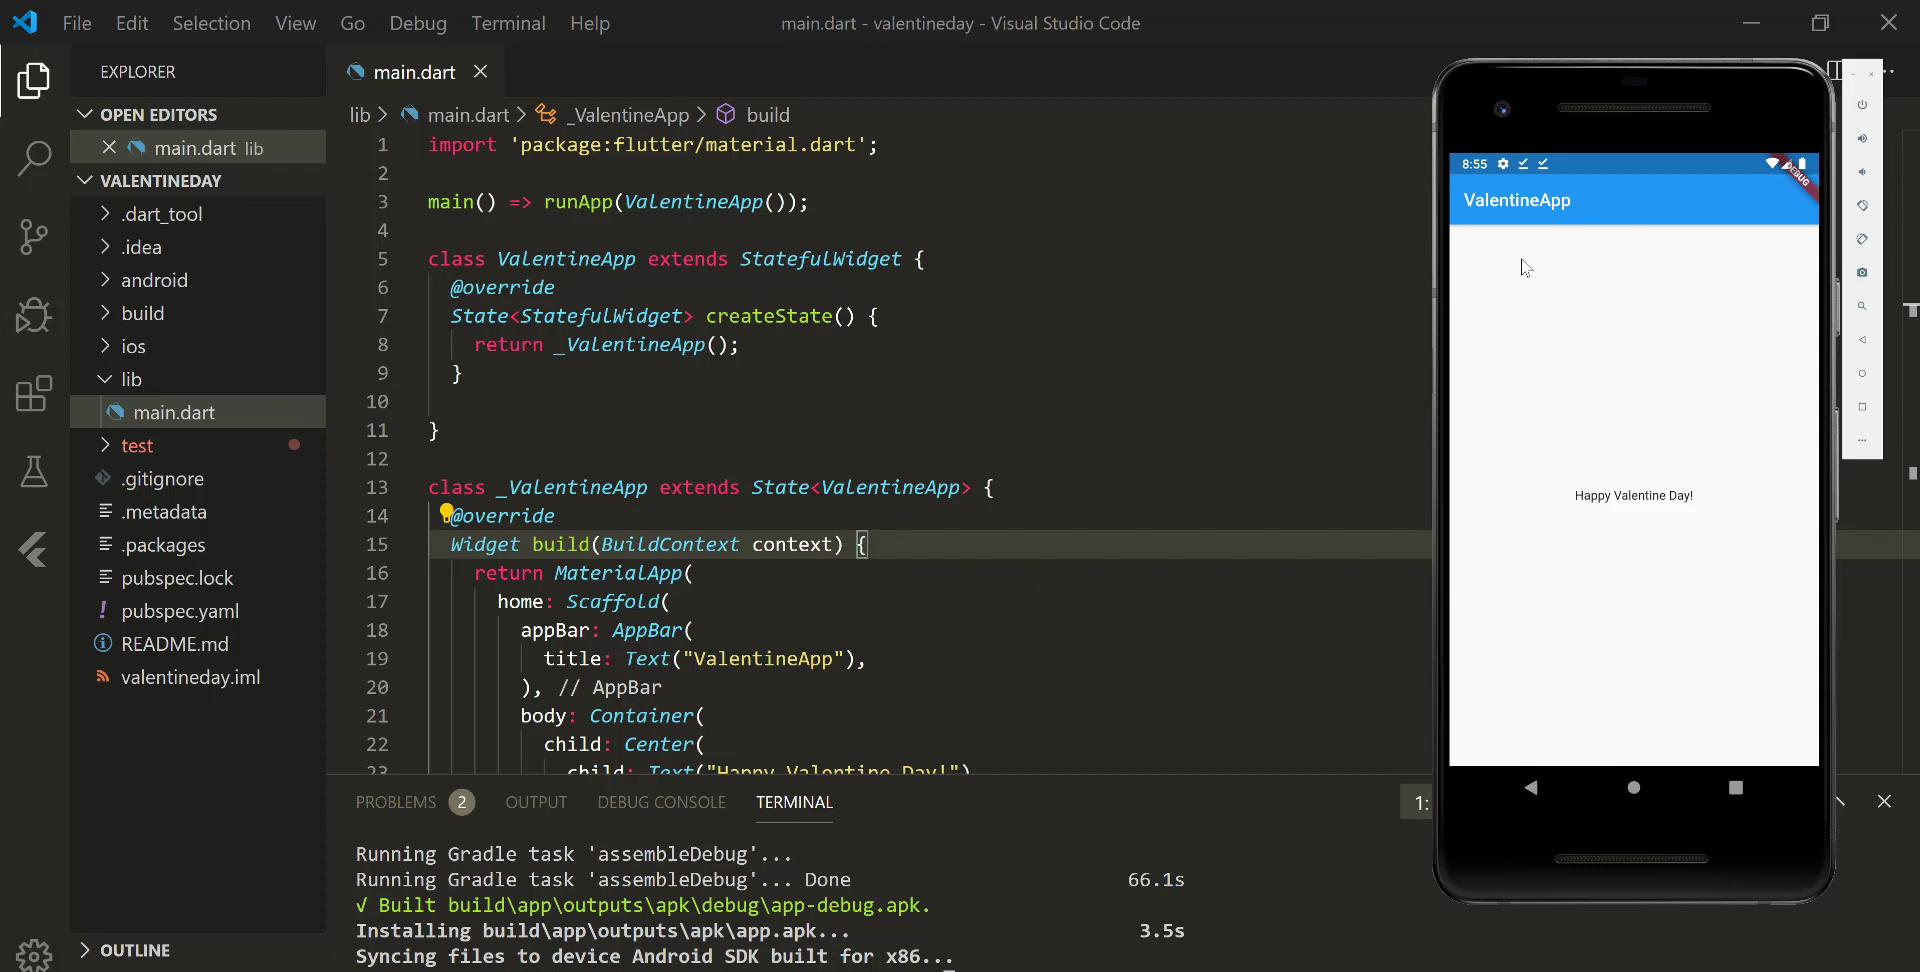 File Edit Selection View Go Debug Terminal Help
main.dart - valentineday - Visual Studio Code
EXPLORER
OPEN EDITORS
main.dart lib
VALENTINEDAY
.dart_tool
.idea
android
build
ios
lib
main.dart
test
.gitignore
.metadata
.packages
pubspec.lock
pubspec.yaml
README.md
valentineday.iml
OUTLINE
main.dart
lib > main.dart > _ValentineApp > build
1 import 'package:flutter/material.dart';
2
3 main() => runApp(ValentineApp());
4
5 class ValentineApp extends StatefulWidget {
6 @override
7 State<StatefulWidget> createState() {
8 return _ValentineApp();
9 }
10
11 }
12
13 class _ValentineApp extends State<ValentineApp> {
14 @override
15 Widget build(BuildContext context) {
16 return MaterialApp(
17 home: Scaffold(
18 appBar: AppBar(
19 title: Text("ValentineApp"),
20 ), // AppBar
21 body: Container(
22 child: Center(
23 child: Text("Happy Valentine Day!")
PROBLEMS 2 OUTPUT DEBUG CONSOLE TERMINAL 1:
Running Gradle task 'assembleDebug'...
Running Gradle task 'assembleDebug'... Done 66.1s
√ Built build\app\outputs\apk\debug\app-debug.apk.
Installing build\app\outputs\apk\app.apk... 3.5s
Syncing files to device Android SDK built for x86...
8:55
DEBUG
ValentineApp
Happy Valentine Day!